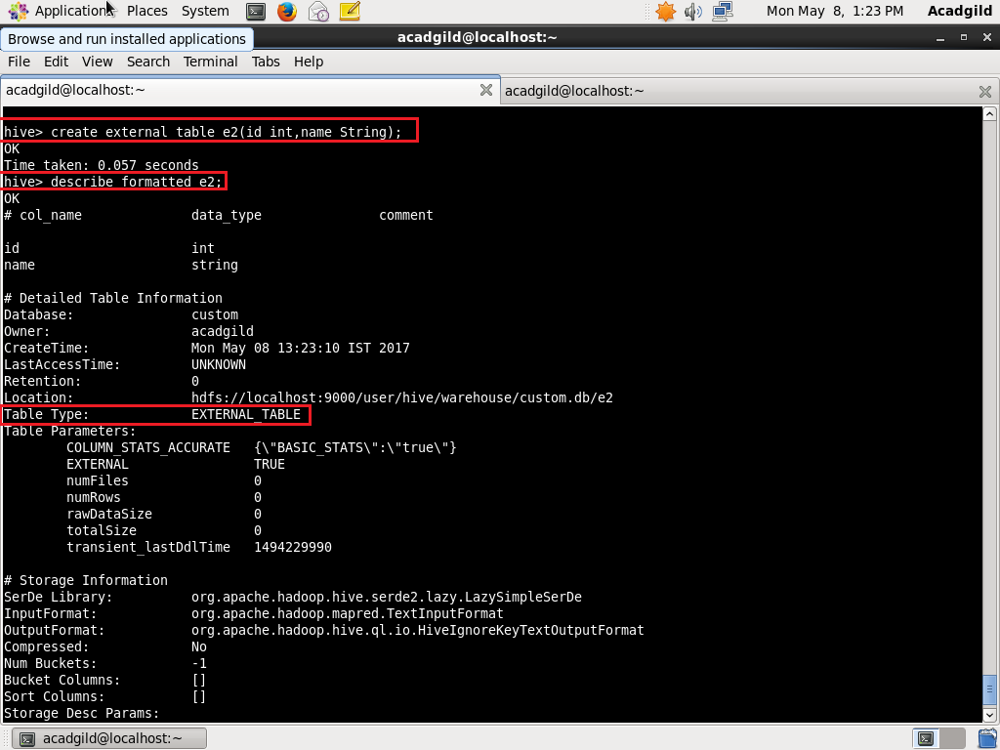 Applications Places System Mon May 8, 1:23 PM Acadgild
Browse and run installed applications
acadgild@localhost:~
File Edit View Search Terminal Tabs Help
acadgild@localhost:~ acadgild@localhost:~
hive> create external table e2(id int,name String);
OK
Time taken: 0.057 seconds
hive> describe formatted e2;
OK
# col_name data_type comment
id int
name string
# Detailed Table Information
Database: custom
Owner: acadgild
CreateTime: Mon May 08 13:23:10 IST 2017
LastAccessTime: UNKNOWN
Retention: 0
Location: hdfs://localhost:9000/user/hive/warehouse/custom.db/e2
Table Type: EXTERNAL_TABLE
Table Parameters:
COLUMN_STATS_ACCURATE {\"BASIC_STATS\":\"true\"}
EXTERNAL TRUE
numFiles 0
numRows 0
rawDataSize 0
totalSize 0
transient_lastDdlTime 1494229990
# Storage Information
SerDe Library: org.apache.hadoop.hive.serde2.lazy.LazySimpleSerDe
InputFormat: org.apache.hadoop.mapred.TextInputFormat
OutputFormat: org.apache.hadoop.hive.ql.io.HiveIgnoreKeyTextOutputFormat
Compressed: No
Num Buckets: -1
Bucket Columns: []
Sort Columns: []
Storage Desc Params:
acadgild@localhost:~